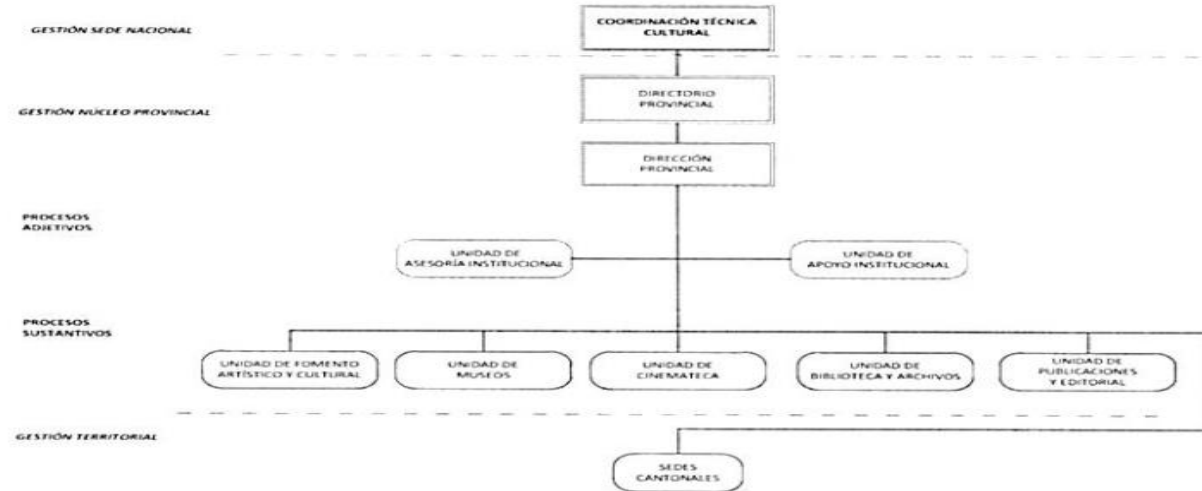 GESTIÓN SEDE NACIONAL
COORDINACIÓN TÉCNICA
CULTURAL
GESTIÓN NÚCLEO PROVINCIAL
DIRECTORIO
PROVINCIAL
DIRECCIÓN
PROVINCIAL
PROCESOS
ADJETIVOS
UNIDAD DE
ASESORÍA INSTITUCIONAL
UNIDAD DE
APOYO INSTITUCIONAL
PROCESOS
SUSTANTIVOS
UNIDAD DE FOMENTO
ARTÍSTICO Y CULTURAL
UNIDAD DE
MUSEOS
UNIDAD DE
CINEMATECA
UNIDAD DE
BIBLIOTECA Y ARCHIVOS
UNIDAD DE
PUBLICACIONES
Y EDITORIAL
GESTIÓN TERRITORIAL
SEDES
CANTONALES